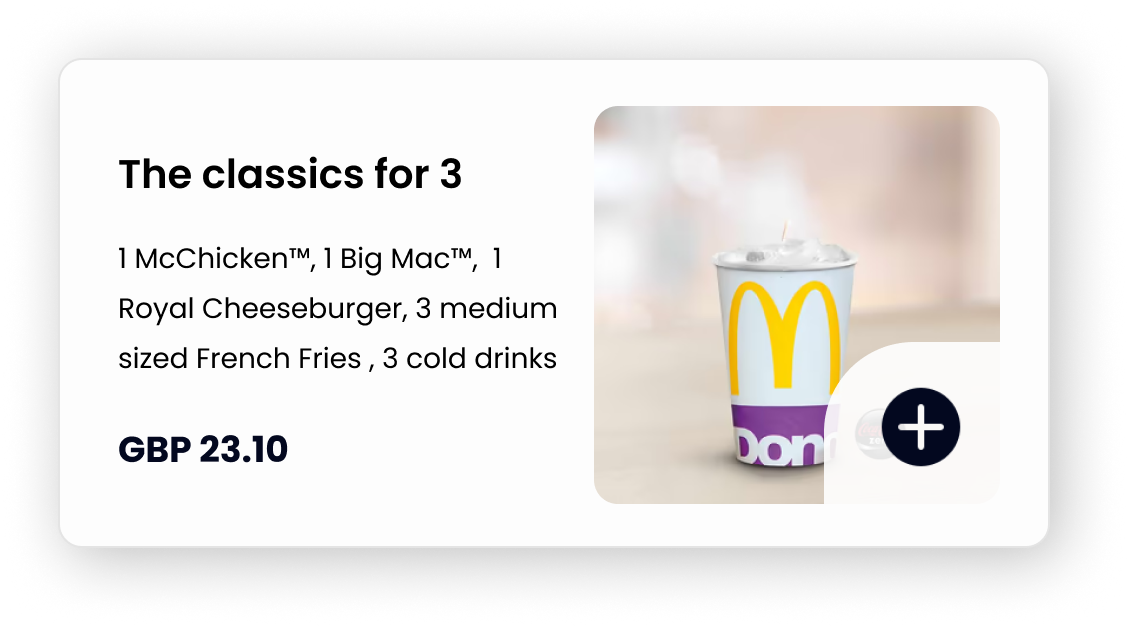 The classics for 3
1 McChicken™, 1 Big Mac™,  1
Royal Cheeseburger, 3 medium
sized French Fries , 3 cold drinks
GBP 23.10